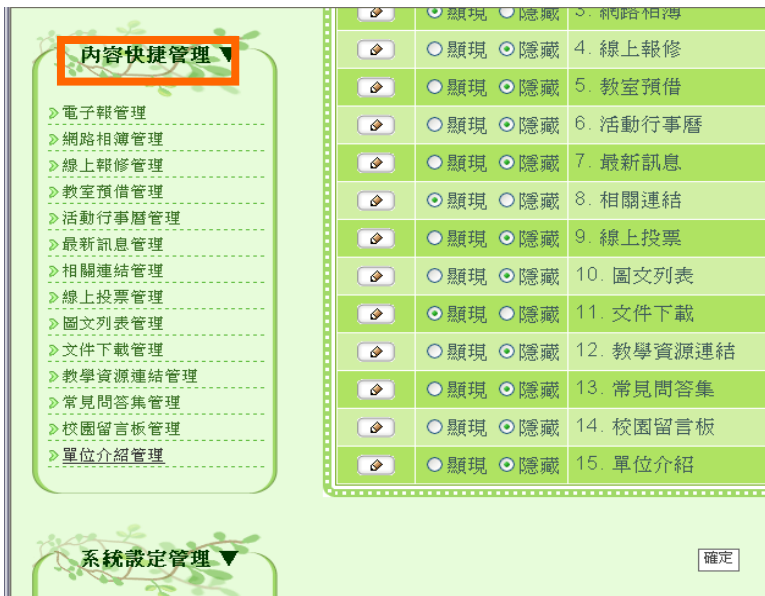 內容快捷管理▼
»電子報管理
»網路相簿管理
»線上報修管理
»教室預借管理
»活動行事曆管理
»最新訊息管理
»相關連結管理
»線上投票管理
»圖文列表管理
»文件下載管理
»教學資源連結管理
»常見問答集管理
»校園留言板管理
»單位介紹管理
系統設定管理▼
顯現 隱藏 3. 網路相簿
顯現 隱藏 4. 線上報修
顯現 隱藏 5. 教室預借
顯現 隱藏 6. 活動行事曆
顯現 隱藏 7. 最新訊息
顯現 隱藏 8. 相關連結
顯現 隱藏 9. 線上投票
顯現 隱藏 10. 圖文列表
顯現 隱藏 11. 文件下載
顯現 隱藏 12. 教學資源連結
顯現 隱藏 13. 常見問答集
顯現 隱藏 14. 校園留言板
顯現 隱藏 15. 單位介紹
確定